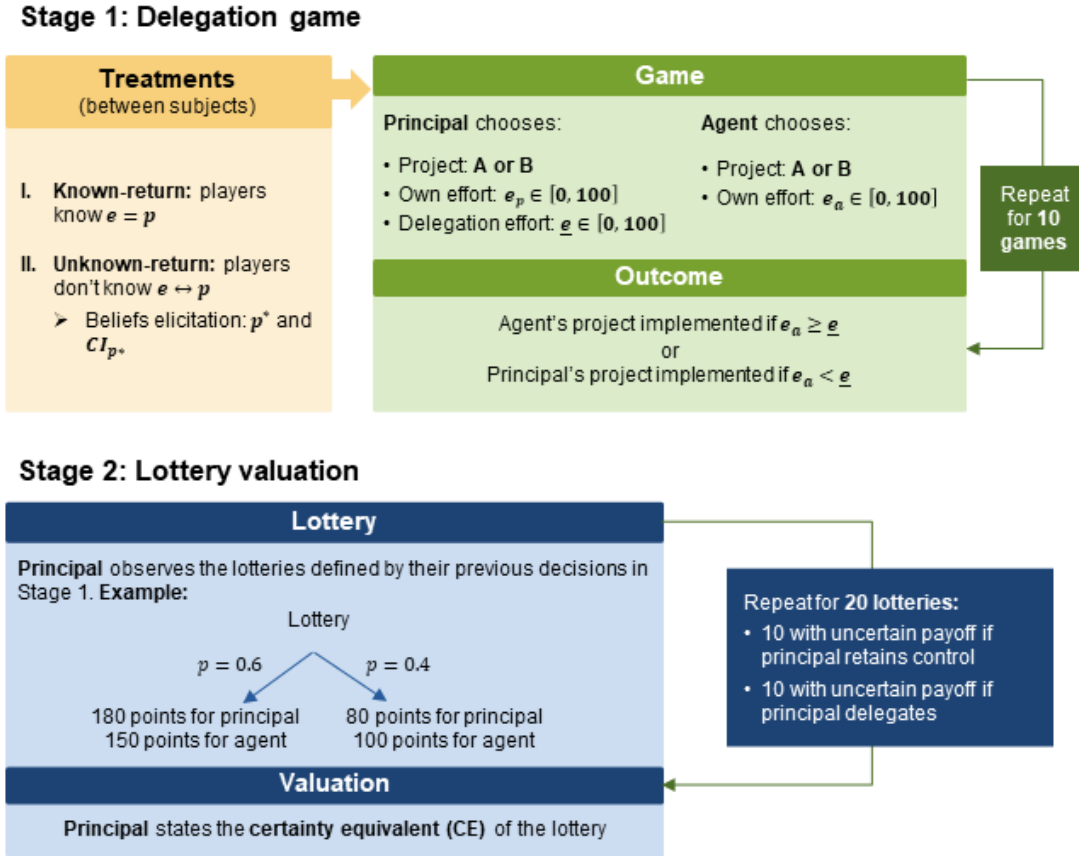 Stage 1: Delegation game
Treatments
(between subjects)
I. Known-return: players
know e = p
II. Unknown-return: players
don't know e ↔ p
➢ Beliefs elicitation: p* and
CI_p*
Game
Principal chooses:
• Project: A or B
• Own effort: e_p ∈ [0, 100]
• Delegation effort: e̲ ∈ [0, 100]
Agent chooses:
• Project: A or B
• Own effort: e_a ∈ [0, 100]
Outcome
Agent's project implemented if e_a ≥ e̲
or
Principal's project implemented if e_a < e̲
Repeat
for 10
games
Stage 2: Lottery valuation
Lottery
Principal observes the lotteries defined by their previous decisions in
Stage 1. Example:
Lottery
p = 0.6
p = 0.4
180 points for principal
150 points for agent
80 points for principal
100 points for agent
Valuation
Principal states the certainty equivalent (CE) of the lottery
Repeat for 20 lotteries:
• 10 with uncertain payoff if
principal retains control
• 10 with uncertain payoff if
principal delegates